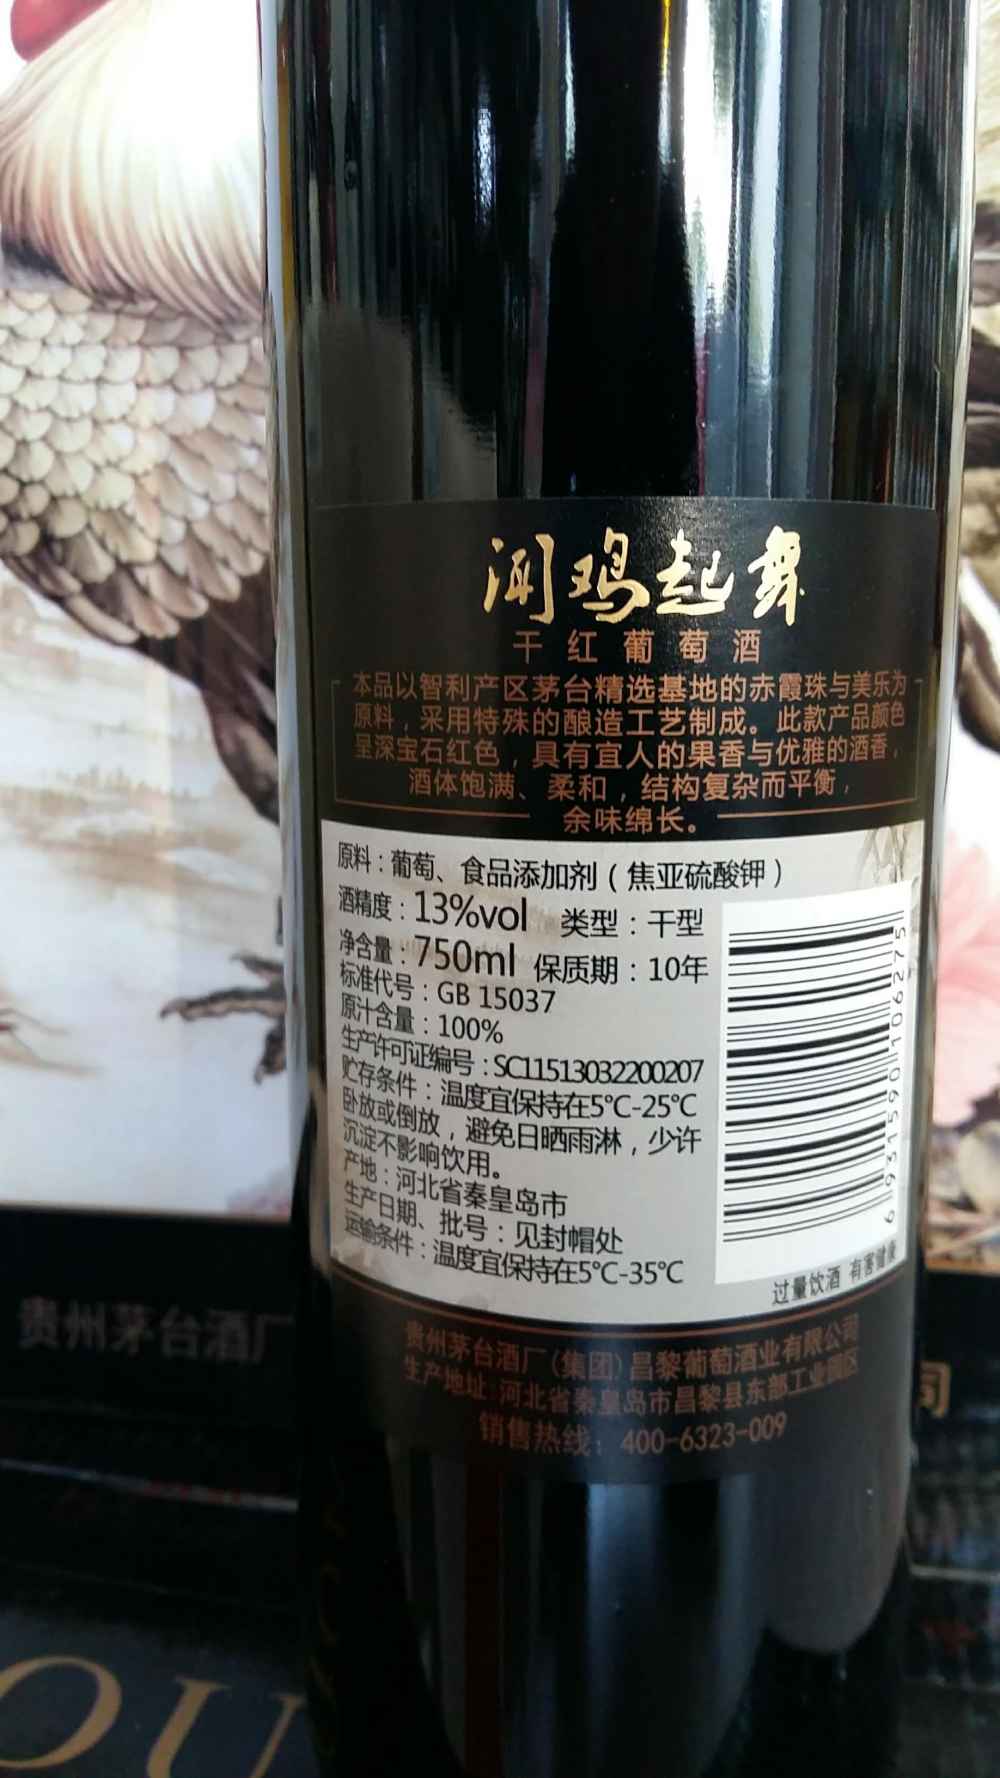 闻鸡起舞
干红葡萄酒
本品以智利产区茅台精选基地的赤霞珠与美乐为
原料，采用特殊的酿造工艺制成。此款产品颜色
呈深宝石红色，具有宜人的果香与优雅的酒香，
酒体饱满、柔和，结构复杂而平衡，
余味绵长。
原料：葡萄、食品添加剂（焦亚硫酸钾）
酒精度：13%vol 类型：干型
净含量：750ml 保质期：10年
标准代号：GB 15037
原汁含量：100%
生产许可证编号：SC11513032200207
贮存条件：温度宜保持在5℃-25℃
卧放或倒放，避免日晒雨淋，少许
沉淀不影响饮用。
产地：河北省秦皇岛市
生产日期、批号：见封帽处
运输条件：温度宜保持在5℃-35℃
6931590106275
过量饮酒 有害健康
贵州茅台酒厂(集团)昌黎葡萄酒业有限公司
生产地址:河北省秦皇岛市昌黎县东部工业园区
销售热线：400-6323-009
贵州茅台酒厂
司
OU